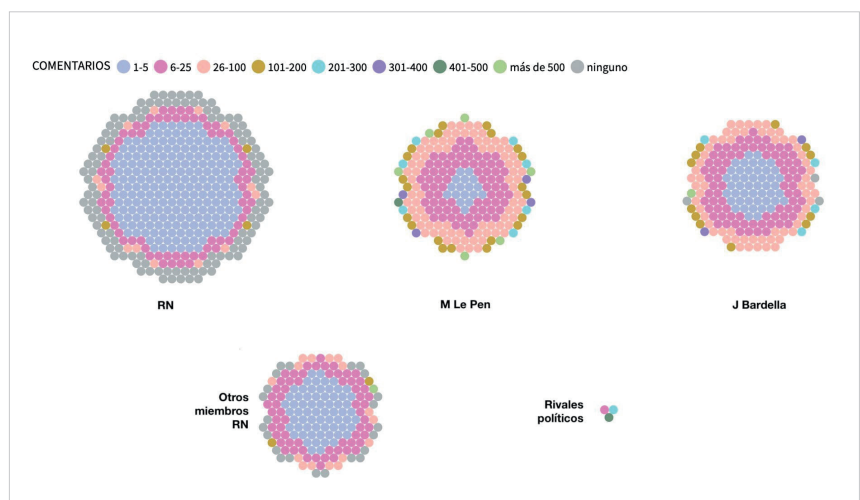 COMENTARIOS 1-5 6-25 26-100 101-200 201-300 301-400 401-500 más de 500 ninguno
RN
M Le Pen
J Bardella
Otros
miembros
RN
Rivales
políticos